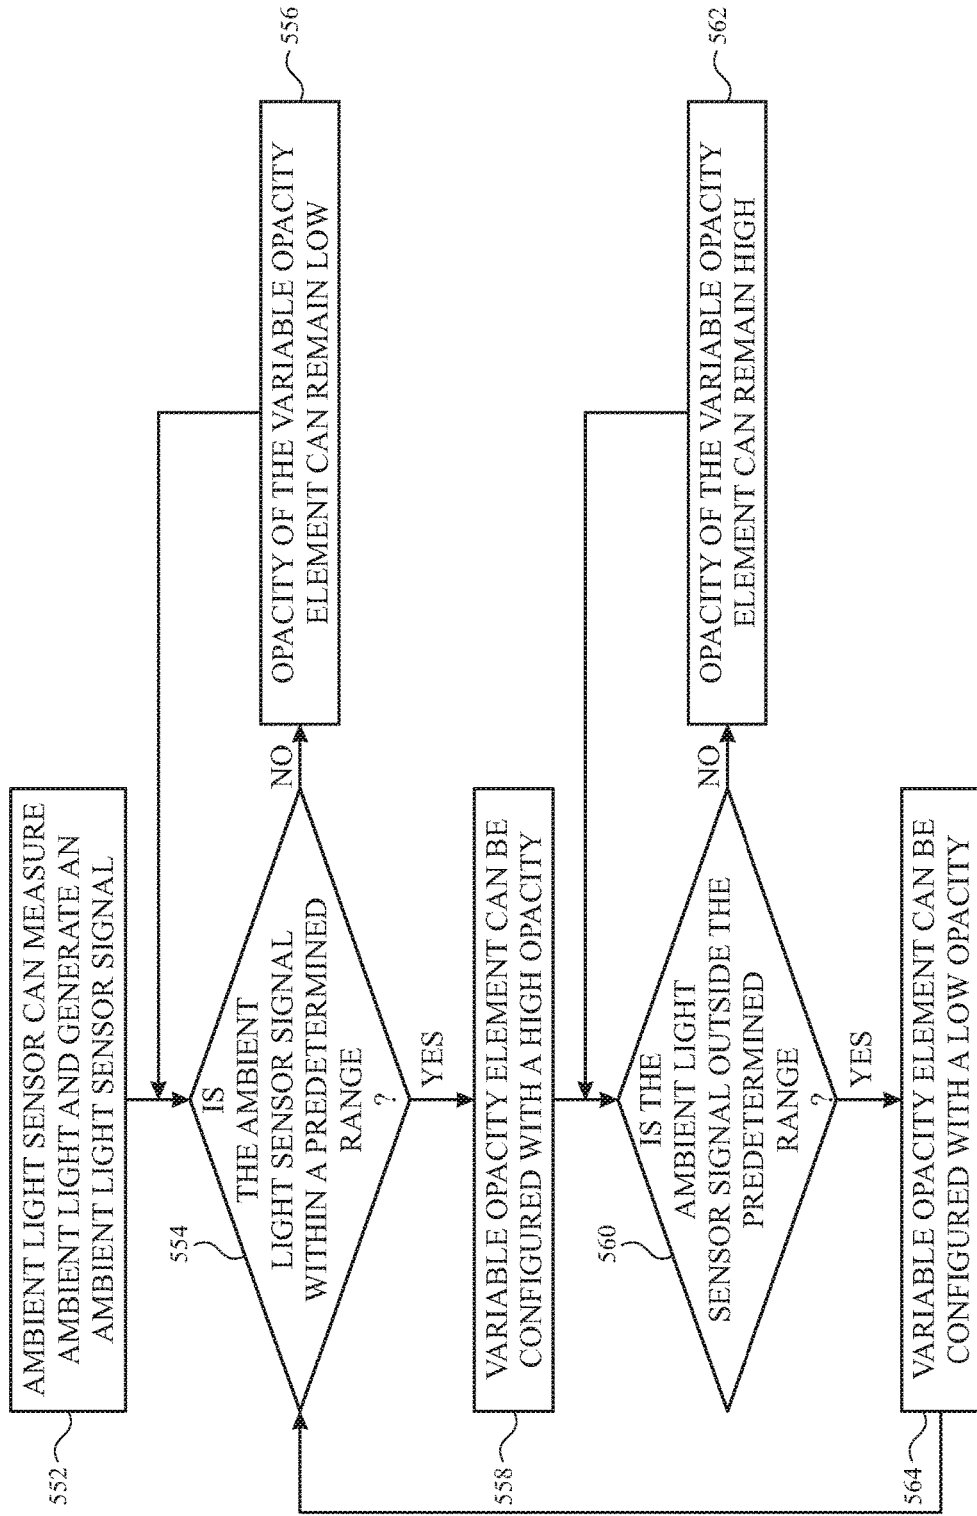 552
AMBIENT LIGHT SENSOR CAN MEASURE
AMBIENT LIGHT AND GENERATE AN
AMBIENT LIGHT SENSOR SIGNAL
554
IS
THE AMBIENT
LIGHT SENSOR SIGNAL
WITHIN A PREDETERMINED
RANGE
?
NO
556
OPACITY OF THE VARIABLE OPACITY
ELEMENT CAN REMAIN LOW
YES
558
VARIABLE OPACITY ELEMENT CAN BE
CONFIGURED WITH A HIGH OPACITY
560
IS THE
AMBIENT LIGHT
SENSOR SIGNAL OUTSIDE THE
PREDETERMINED
RANGE
?
NO
562
OPACITY OF THE VARIABLE OPACITY
ELEMENT CAN REMAIN HIGH
YES
564
VARIABLE OPACITY ELEMENT CAN BE
CONFIGURED WITH A LOW OPACITY